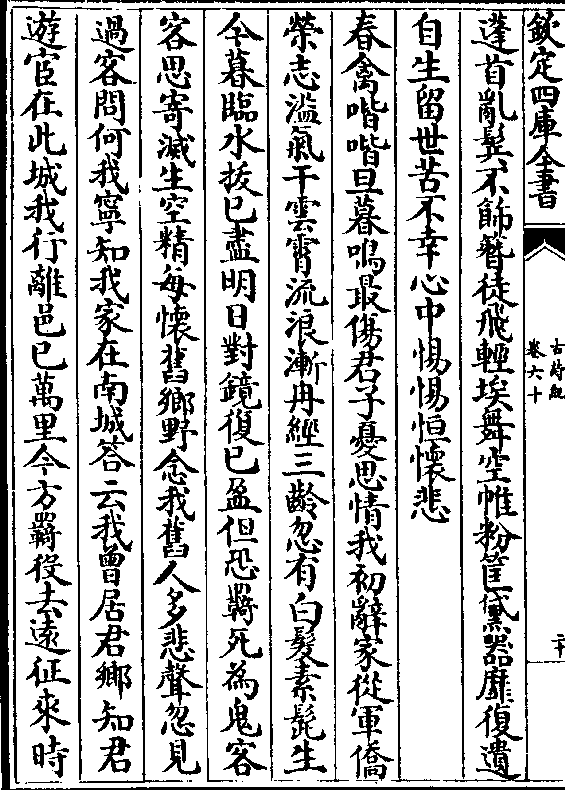 欽定四庫全書
古詩紀
卷六十
二十
蓬首亂鬢不飾簪徒飛輕埃舞空帷粉筐黛器靡復遺
自生留世苦不幸心中惕惕恒懷悲
春禽喈喈旦暮鳴最傷君子憂思情我初辭家從軍僑
榮志溢氣干雲霄流浪漸冉經三齡忽有白髮素髭生
今暮臨水拔已盡明日對鏡復已盈但恐羇死為鬼客
客思寄滅生空精每懷舊鄉野念我舊人多悲聲忽見
過客問何我寧知我家在南城答云我曾居君鄉知君
遊宦在此城我行離邑已萬里今方羇役去遠征來時